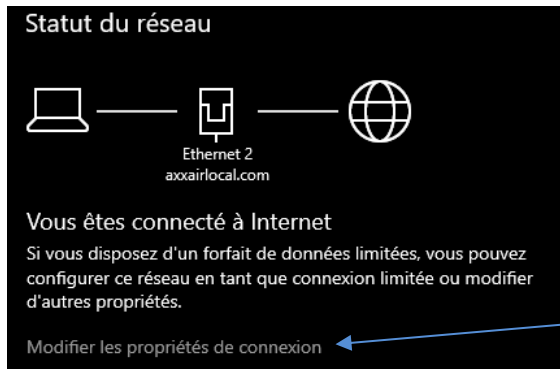 Statut du réseau
Ethernet 2
axxairlocal.com
Vous êtes connecté à Internet
Si vous disposez d'un forfait de données limitées, vous pouvez
configurer ce réseau en tant que connexion limitée ou modifier
d'autres propriétés.
Modifier les propriétés de connexion